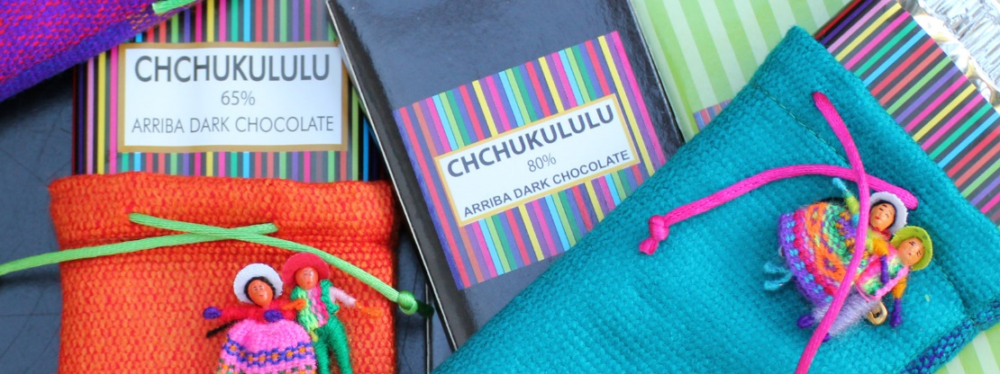 CHCHUKULULU
65%
ARRIBA DARK CHOCOLATE
CHCHUKULULU
80%
ARRIBA DARK CHOCOLATE